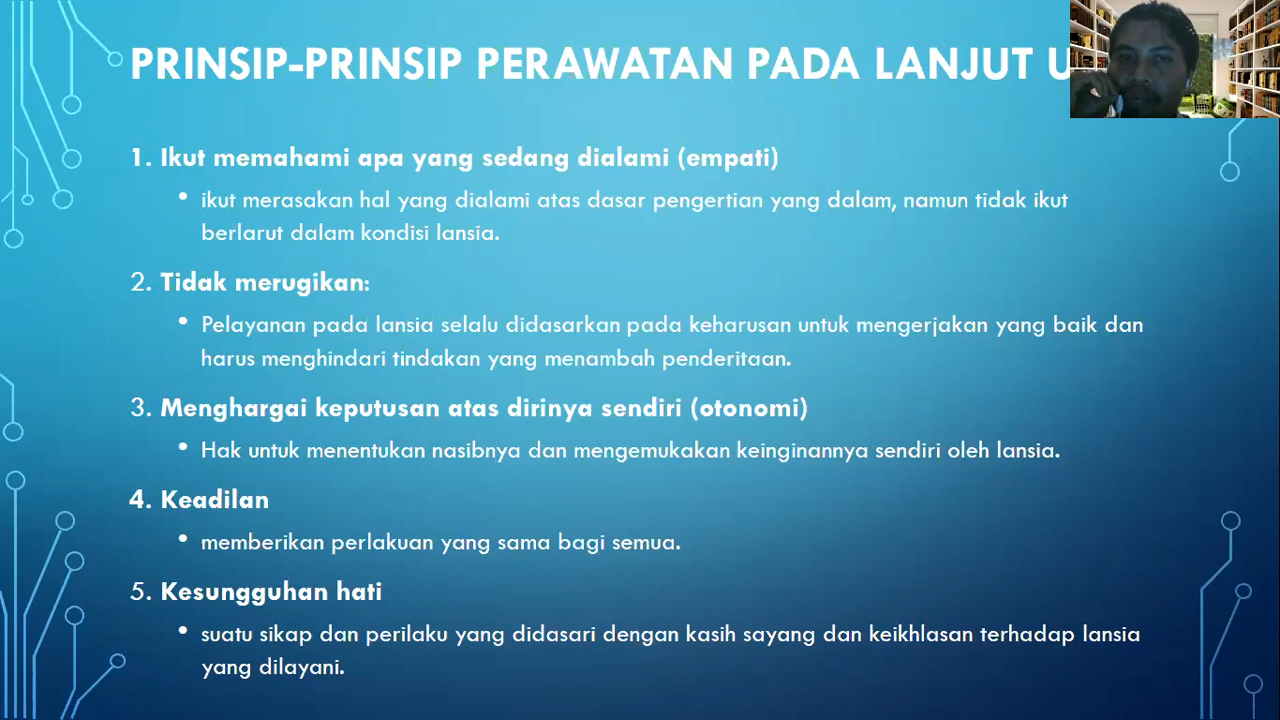 PRINSIP-PRINSIP PERAWATAN PADA LANJUT
1. Ikut memahami apa yang sedang dialami (empati)
• ikut merasakan hal yang dialami atas dasar pengertian yang dalam, namun tidak ikut
berlarut dalam kondisi lansia.
2. Tidak merugikan:
• Pelayanan pada lansia selalu didasarkan pada keharusan untuk mengerjakan yang baik dan
harus menghindari tindakan yang menambah penderitaan.
3. Menghargai keputusan atas dirinya sendiri (otonomi)
• Hak untuk menentukan nasibnya dan mengemukakan keinginannya sendiri oleh lansia.
4. Keadilan
• memberikan perlakuan yang sama bagi semua.
5. Kesungguhan hati
• suatu sikap dan perilaku yang didasari dengan kasih sayang dan keikhlasan terhadap lansia
yang dilayani.